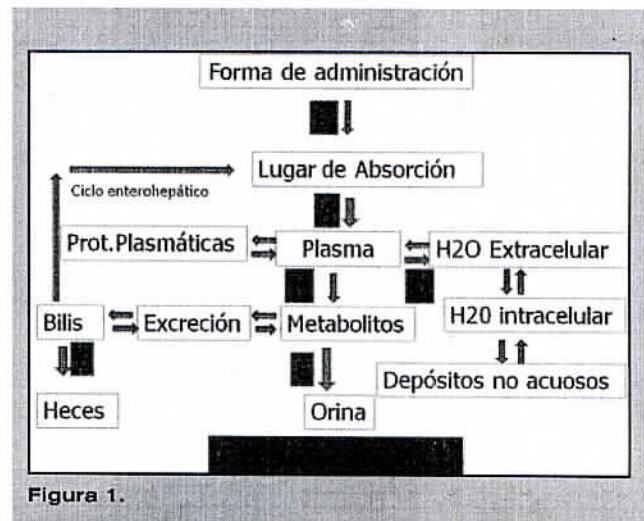 Forma de administración
Lugar de Absorción
Ciclo enterohepático
Prot.Plasmáticas
Plasma
H2O Extracelular
Bilis
Excreción
Metabolitos
H20 intracelular
Depósitos no acuosos
Heces
Orina
Figura 1.